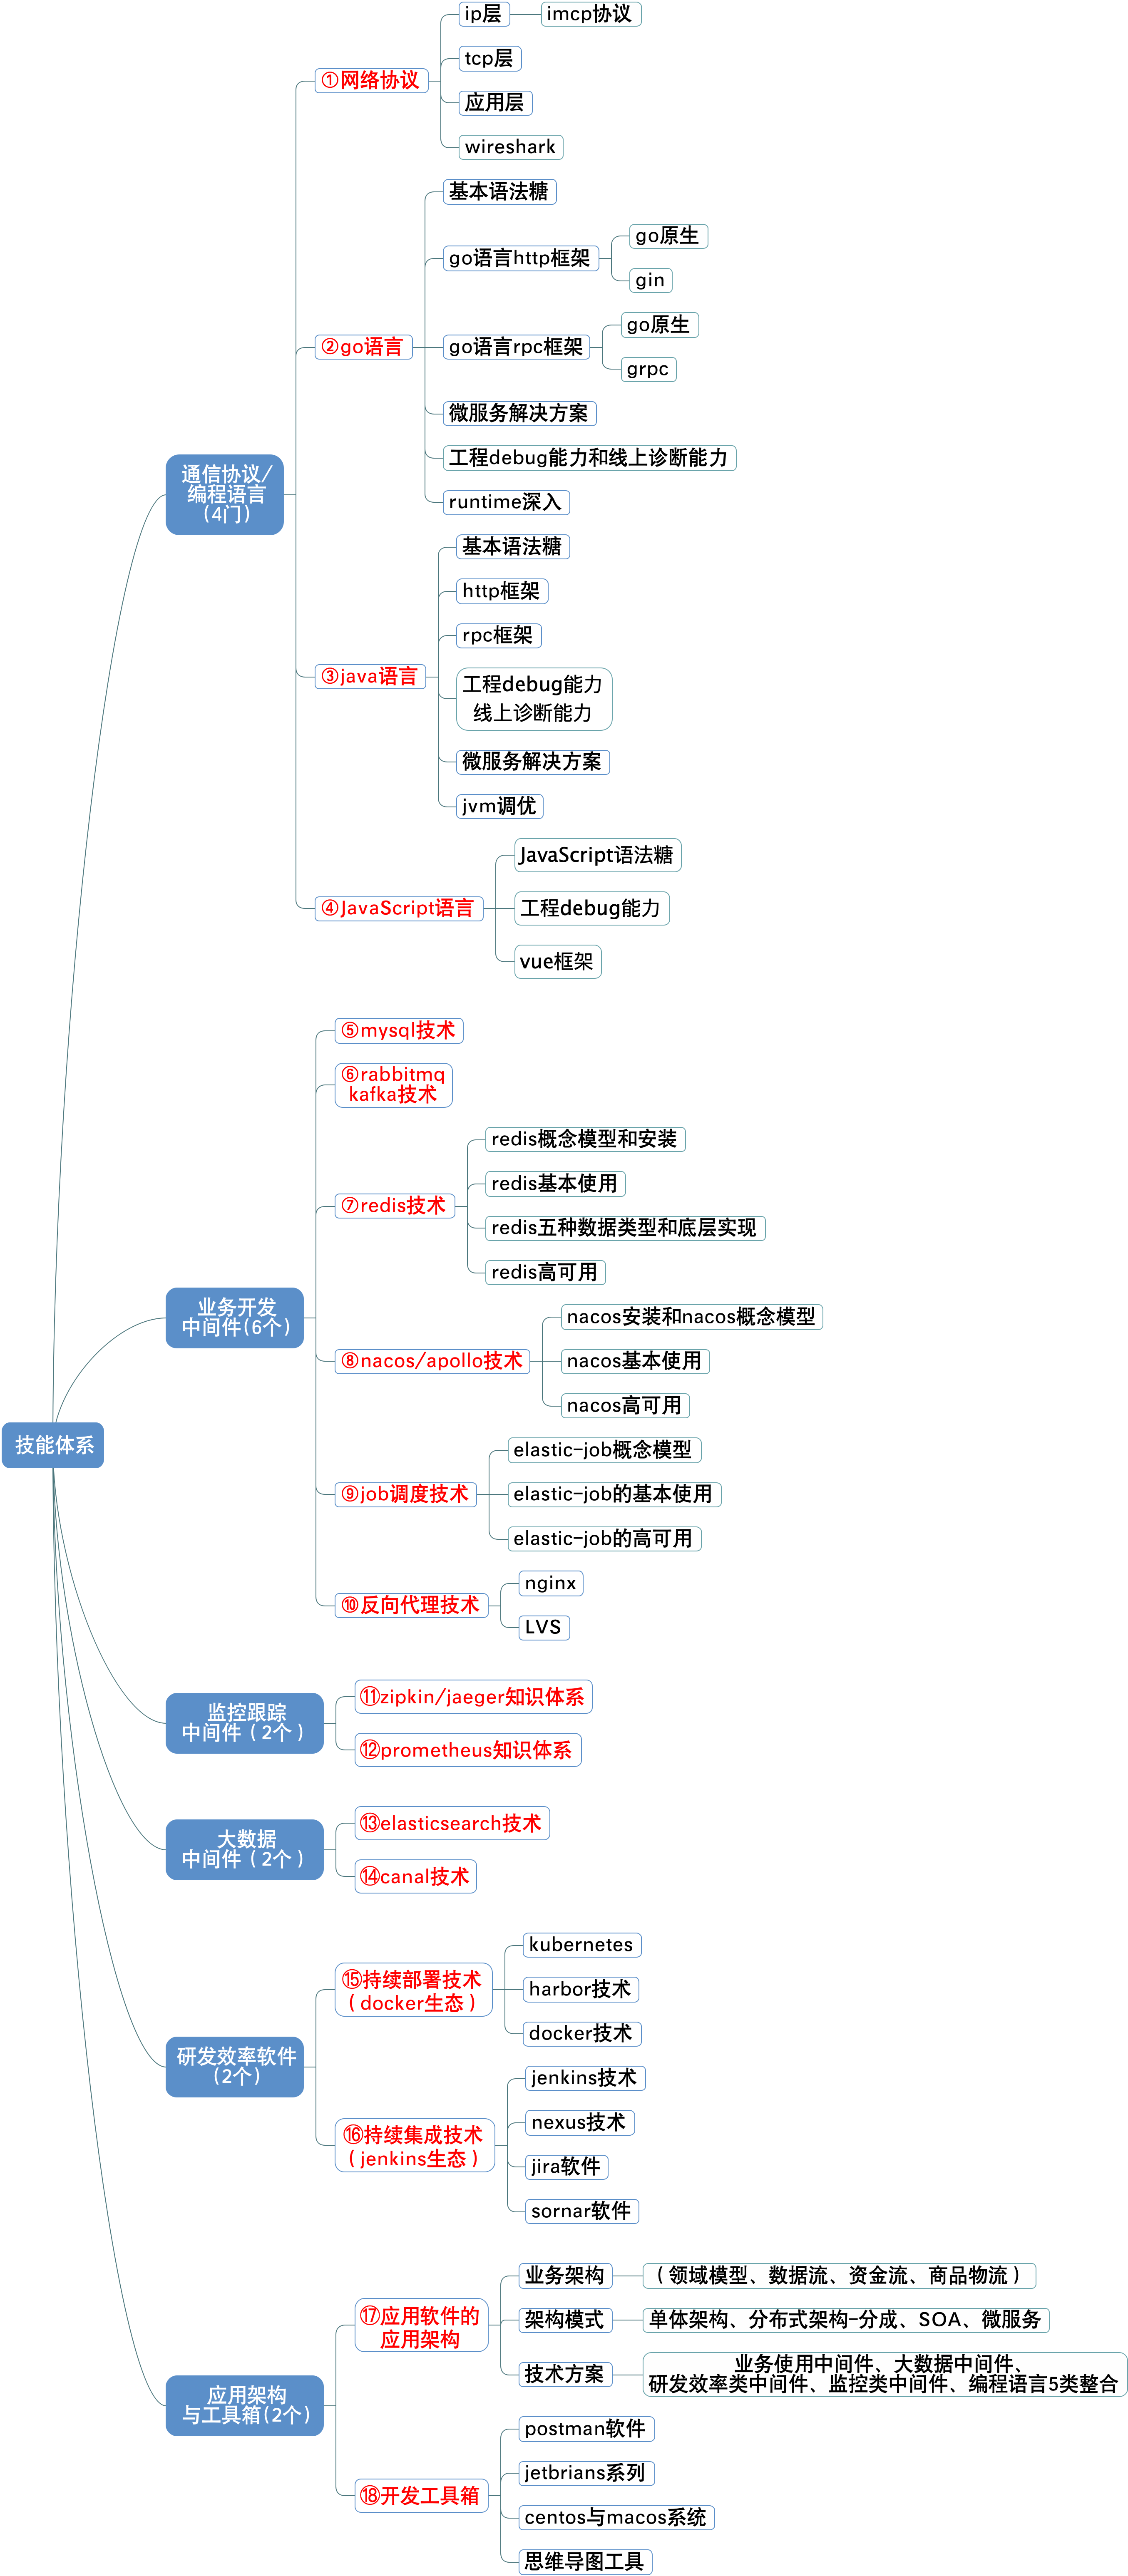 技能体系
通信协议/
编程语言
(4门)
①网络协议
ip层
imcp协议
tcp层
应用层
wireshark
②go语言
基本语法糖
go语言http框架
go原生
gin
go语言rpc框架
go原生
grpc
微服务解决方案
工程debug能力和线上诊断能力
runtime深入
③java语言
基本语法糖
http框架
rpc框架
工程debug能力
线上诊断能力
微服务解决方案
jvm调优
④JavaScript语言
JavaScript语法糖
工程debug能力
vue框架
业务开发
中间件(6个)
⑤mysql技术
⑥rabbitmq
kafka技术
⑦redis技术
redis概念模型和安装
redis基本使用
redis五种数据类型和底层实现
redis高可用
⑧nacos/apollo技术
nacos安装和nacos概念模型
nacos基本使用
nacos高可用
⑨job调度技术
elastic-job概念模型
elastic-job的基本使用
elastic-job的高可用
⑩反向代理技术
nginx
LVS
监控跟踪
中间件（2个）
⑪zipkin/jaeger知识体系
⑫prometheus知识体系
大数据
中间件（2个）
⑬elasticsearch技术
⑭canal技术
研发效率软件
(2个)
⑮持续部署技术
（docker生态）
kubernetes
harbor技术
docker技术
⑯持续集成技术
（jenkins生态）
jenkins技术
nexus技术
jira软件
sornar软件
应用架构
与工具箱(2个)
⑰应用软件的
应用架构
业务架构
（领域模型、数据流、资金流、商品物流）
架构模式
单体架构、分布式架构-分成、SOA、微服务
技术方案
业务使用中间件、大数据中间件、
研发效率类中间件、监控类中间件、编程语言5类整合
⑱开发工具箱
postman软件
jetbrians系列
centos与macos系统
思维导图工具